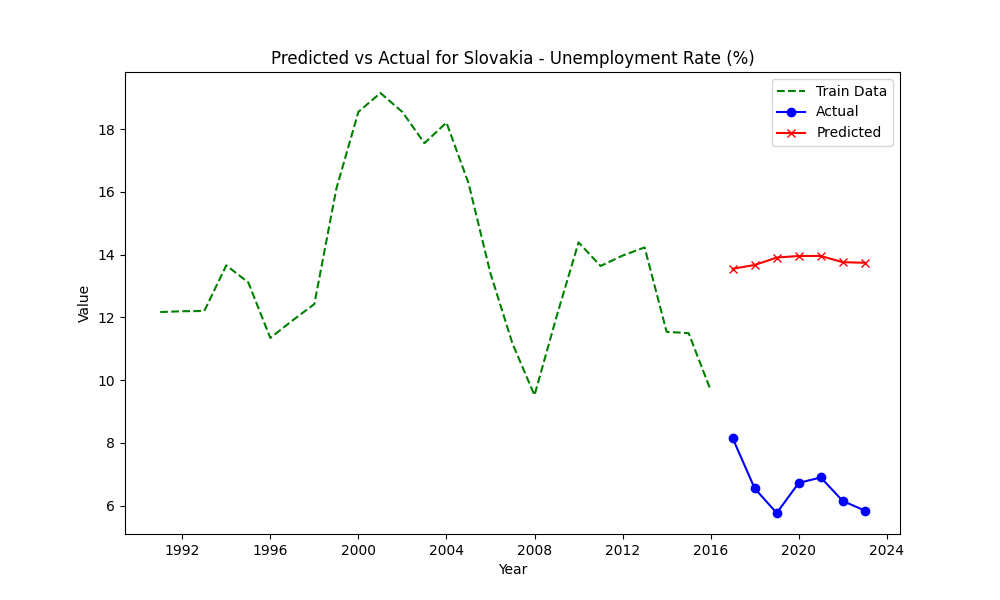 Predicted vs Actual for Slovakia - Unemployment Rate (%)
Train Data
Actual
Predicted
Value
18
16
14
12
10
8
6
1992
1996
2000
2004
2008
2012
2016
2020
2024
Year